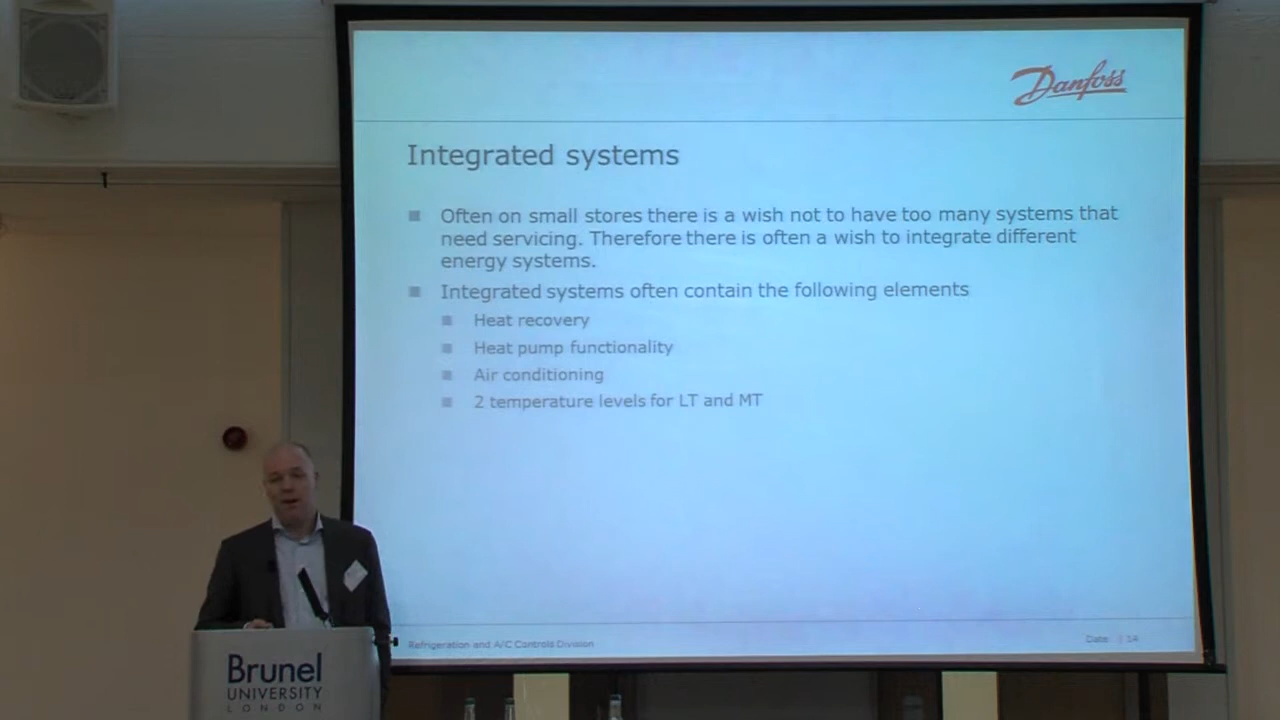 Danfoss
Integrated systems
Often on small stores there is a wish not to have too many systems that
need servicing. Therefore there is often a wish to integrate different
energy systems.
Integrated systems often contain the following elements
Heat recovery
Heat pump functionality
Air conditioning
2 temperature levels for LT and MT
Refrigeration and A/C Controls Division
Date | 14
Brunel
UNIVERSITY
LONDON